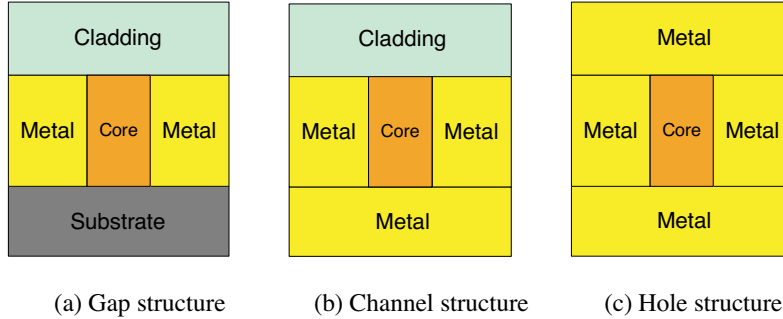 Cladding
Metal Core Metal
Substrate
(a) Gap structure
Cladding
Metal Core Metal
Metal
(b) Channel structure
Metal
Metal Core Metal
Metal
(c) Hole structure